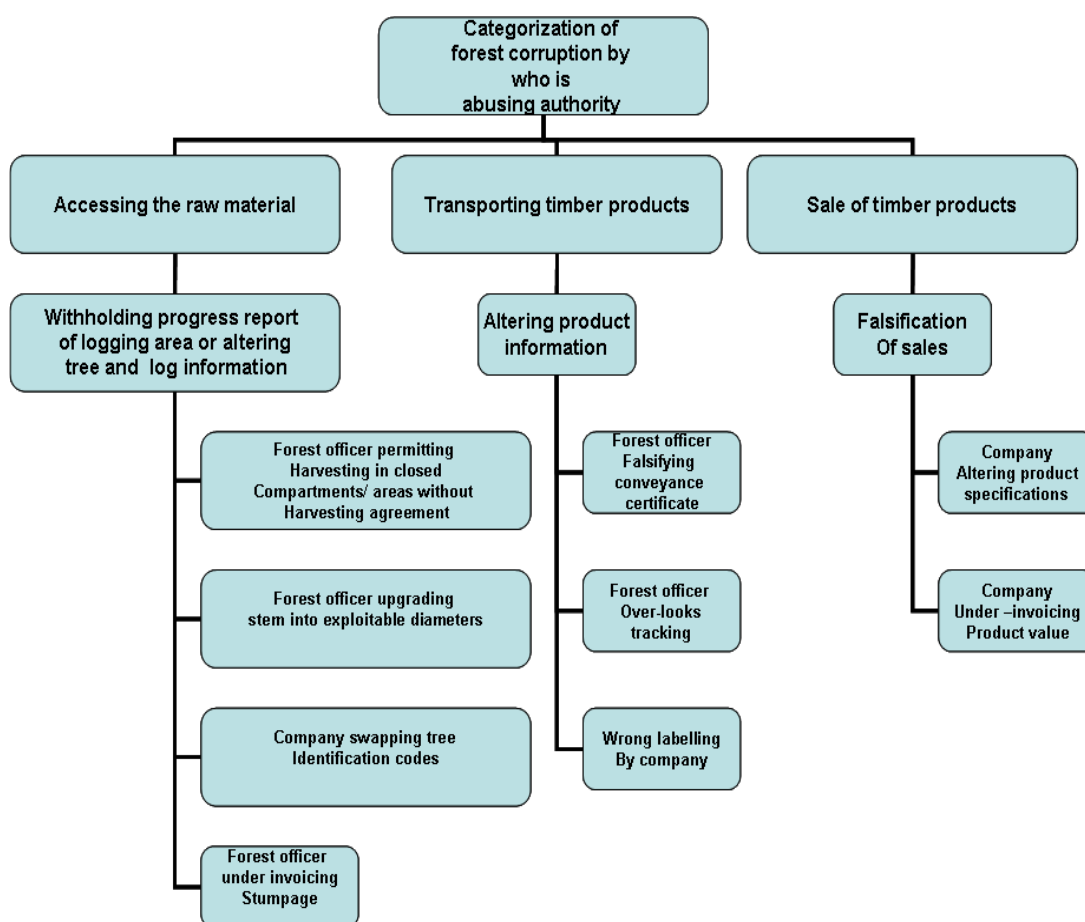 Categorization of
forest corruption by
who is
abusing authority
Accessing the raw material
Transporting timber products
Sale of timber products
Withholding progress report
of logging area or altering
tree and log information
Altering product
information
Falsification
Of sales
Forest officer permitting
Harvesting in closed
Compartments/ areas without
Harvesting agreement
Forest officer upgrading
stem into exploitable diameters
Company swapping tree
Identification codes
Forest officer
under invoicing
Stumpage
Forest officer
Falsifying
conveyance
certificate
Forest officer
Over-looks
tracking
Wrong labelling
By company
Company
Altering product
specifications
Company
Under –invoicing
Product value